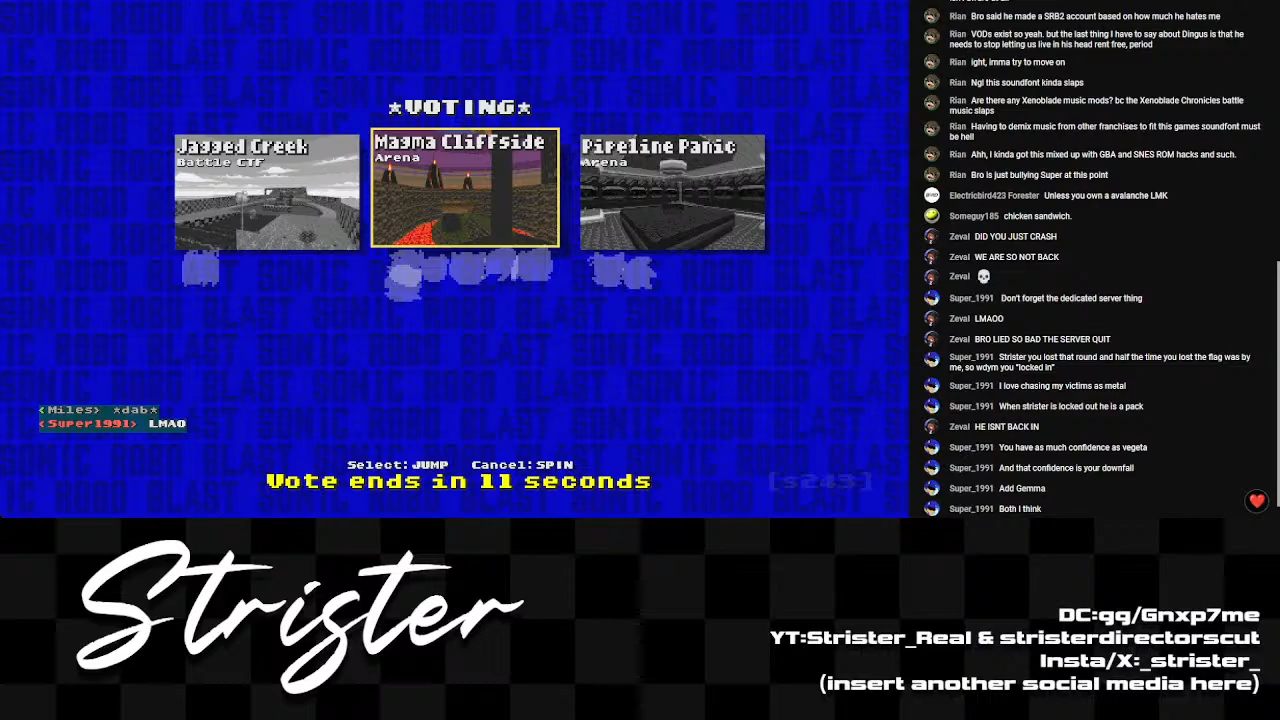 ★VOTING★
Jagged Creek
Battle CTF
Magma Cliffside
Arena
Pipeline Panic
Arena
<Miles> *dab*
<Super1991> LMAO
Select:JUMP Cancel:SPIN
Vote ends in 11 seconds
Rian Bro said he made a SRB2 account based on how much he hates me
Rian VODs exist so yeah. but the last thing I have to say about Dingus is that he
needs to stop letting us live in his head rent free, period
Rian ight, imma try to move on
Rian Ngl this soundfont kinda slaps
Rian Are there any Xenoblade music mods? bc the Xenoblade Chronicles battle
music slaps
Rian Having to demix music from other franchises to fit this games soundfont must
be hell
Rian Ahh, I kinda got this mixed up with GBA and SNES ROM hacks and such.
Rian Bro is just bullying Super at this point
Electricbird423 Forester Unless you own a avalanche LMK
Someguy185 chicken sandwich.
Zeval DID YOU JUST CRASH
Zeval WE ARE SO NOT BACK
Zeval 💀
Super_1991 Don't forget the dedicated server thing
Zeval LMAOO
Zeval BRO LIED SO BAD THE SERVER QUIT
Super_1991 Strister you lost that round and half the time you lost the flag was by
me, so wdym you "locked in"
Super_1991 I love chasing my victims as metal
Super_1991 When strister is locked out he is a pack
Zeval HE ISNT BACK IN
Super_1991 You have as much confidence as vegeta
Super_1991 And that confidence is your downfall
Super_1991 Add Gemma
Super_1991 Both I think
Strister
DC:gg/Gnxp7me
YT:Strister_Real & stristerdirectorscut
Insta/X:_strister_
(insert another social media here)